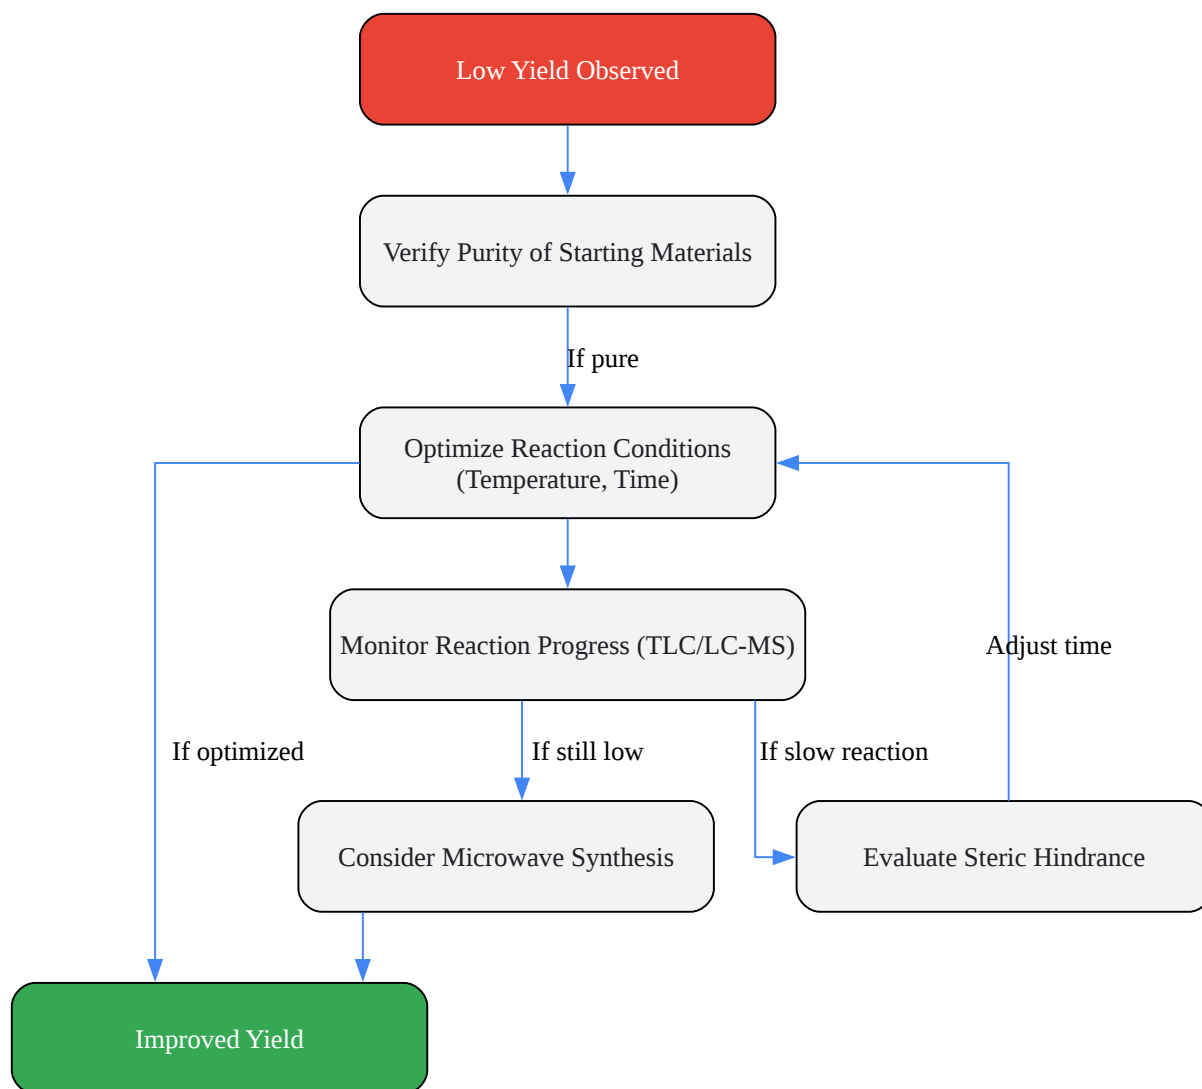 Low Yield Observed
Verify Purity of Starting Materials
If pure
Optimize Reaction Conditions
(Temperature, Time)
Monitor Reaction Progress (TLC/LC-MS)
Adjust time
If optimized
If still low
If slow reaction
Consider Microwave Synthesis
Evaluate Steric Hindrance
Improved Yield